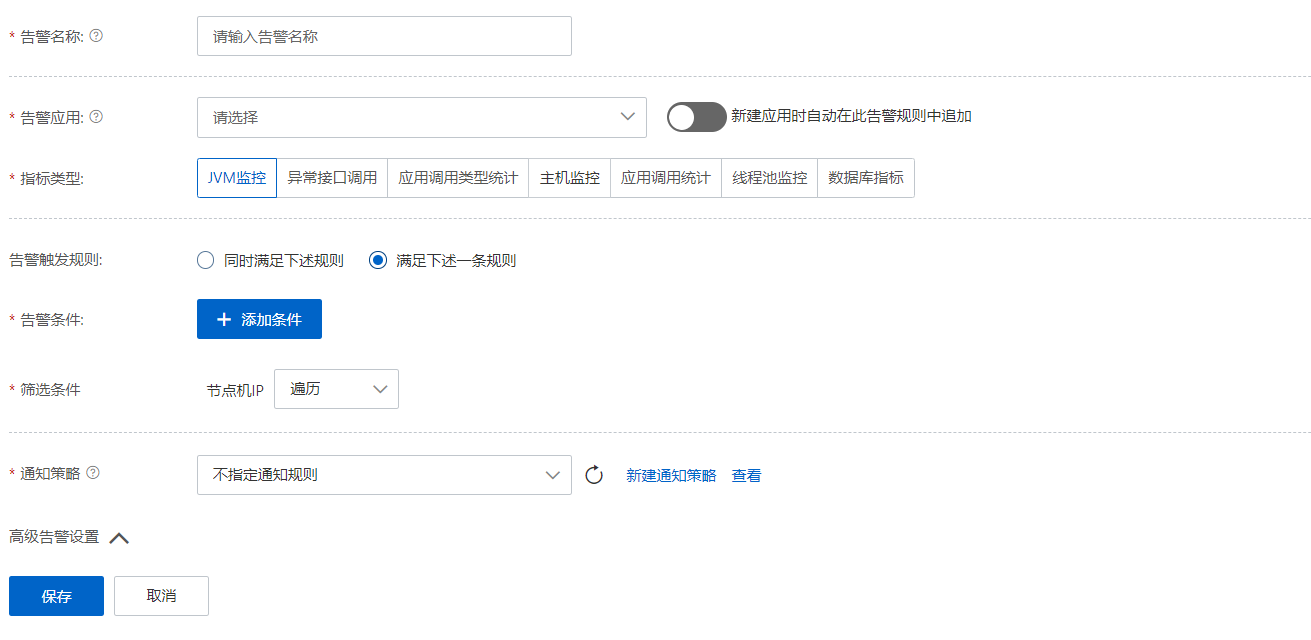 * 告警名称: ? 请输入告警名称
* 告警应用: ? 请选择 新建应用时自动在此告警规则中追加
* 指标类型: JVM监控 异常接口调用 应用调用类型统计 主机监控 应用调用统计 线程池监控 数据库指标
告警触发规则: 同时满足下述规则 满足下述一条规则
* 告警条件: + 添加条件
* 筛选条件 节点机IP 遍历
* 通知策略 ? 不指定通知规则 新建通知策略 查看
高级告警设置
保存 取消